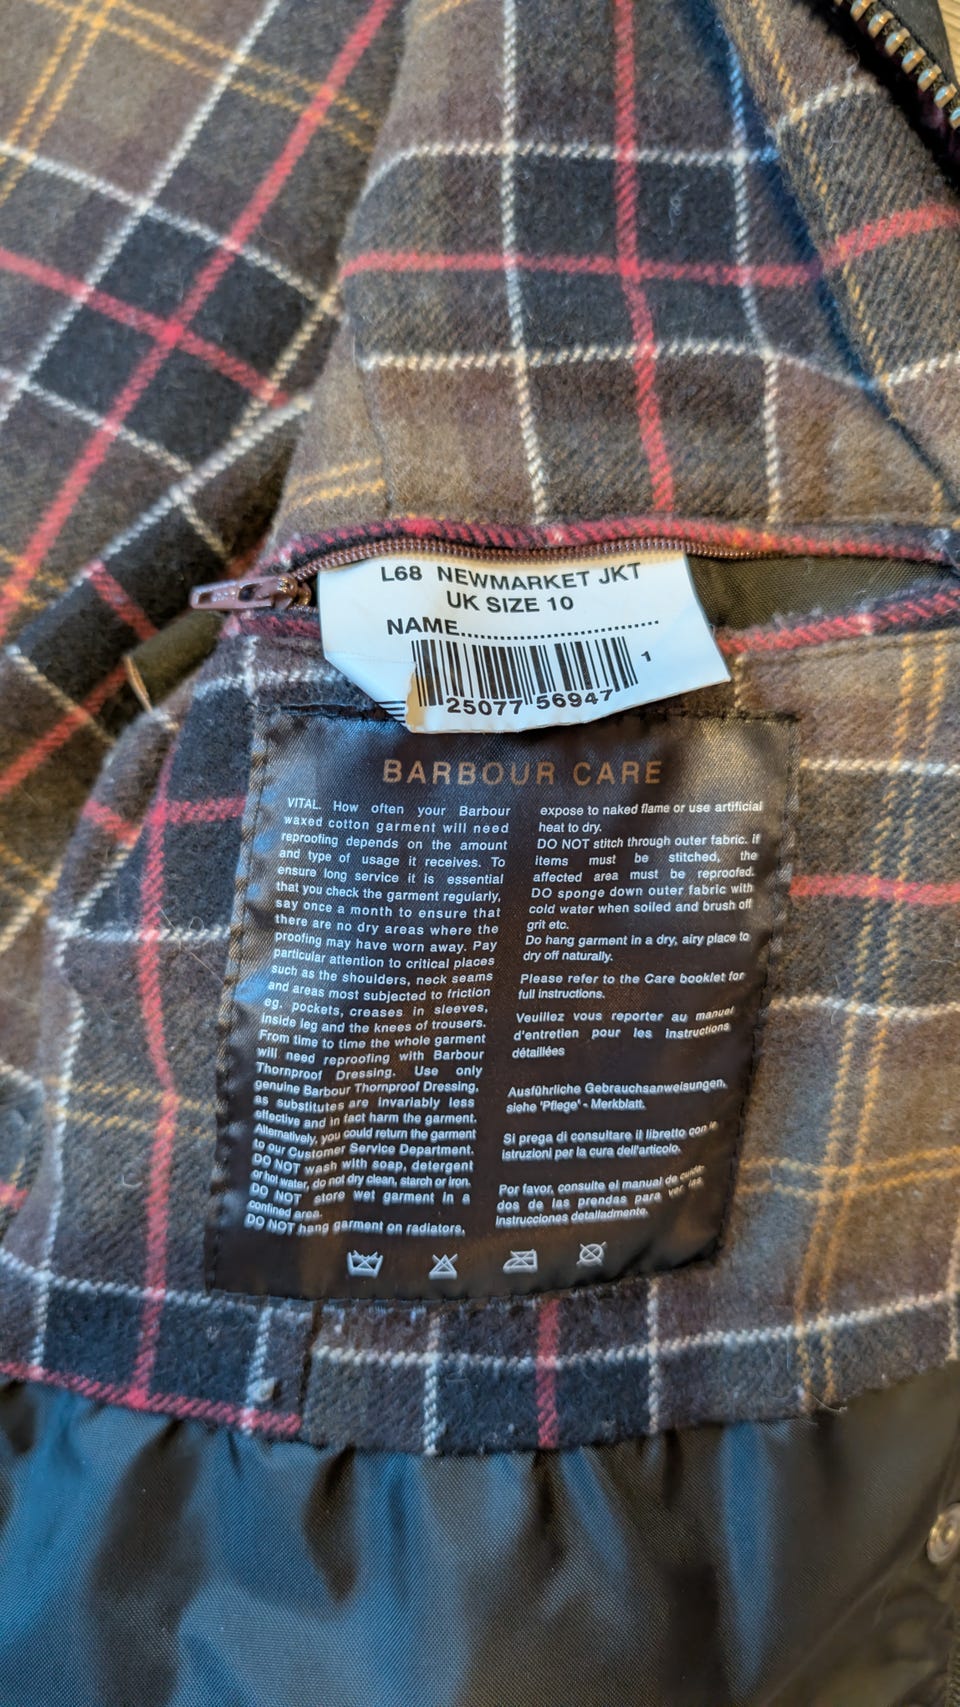 L68 NEWMARKET JKT
UK SIZE 10
NAME..........................................
1
25077 56947
BARBOUR CARE
VITAL. How often your Barbour
waxed cotton garment will need
reproofing depends on the amount
and type of usage it receives. To
ensure long service it is essential
that you check the garment regularly,
say once a month to ensure that
there are no dry areas where the
proofing may have worn away. Pay
particular attention to critical places
such as the shoulders, neck seams
and areas most subjected to friction
eg. pockets, creases in sleeves,
inside leg and the knees of trousers.
From time to time the whole garment
will need reproofing with Barbour
Thornproof Dressing. Use only
genuine Barbour Thornproof Dressing,
as substitutes are invariably less
effective and in fact harm the garment.
Alternatively, you could return the garment
to our Customer Service Department.
DO NOT wash with soap, detergent
or hot water, do not dry clean, starch or iron.
DO NOT store wet garment in a
confined area.
DO NOT hang garment on radiators,
expose to naked flame or use artificial
heat to dry.
DO NOT stitch through outer fabric. If
items must be stitched, the
affected area must be reproofed.
DO sponge down outer fabric with
cold water when soiled and brush off
grit etc.
Do hang garment in a dry, airy place to
dry off naturally.
Please refer to the Care booklet for
full instructions.
Veuillez vous reporter au manuel
d'entretien pour les instructions
détaillées
Ausführliche Gebrauchsanweisungen,
siehe 'Pflege' - Merkblatt.
Si prega di consultare il libretto con le
istruzioni per la cura dell'articolo.
Por favor, consulte el manual de cuida-
dos de las prendas para ver las
instrucciones detalladmente.